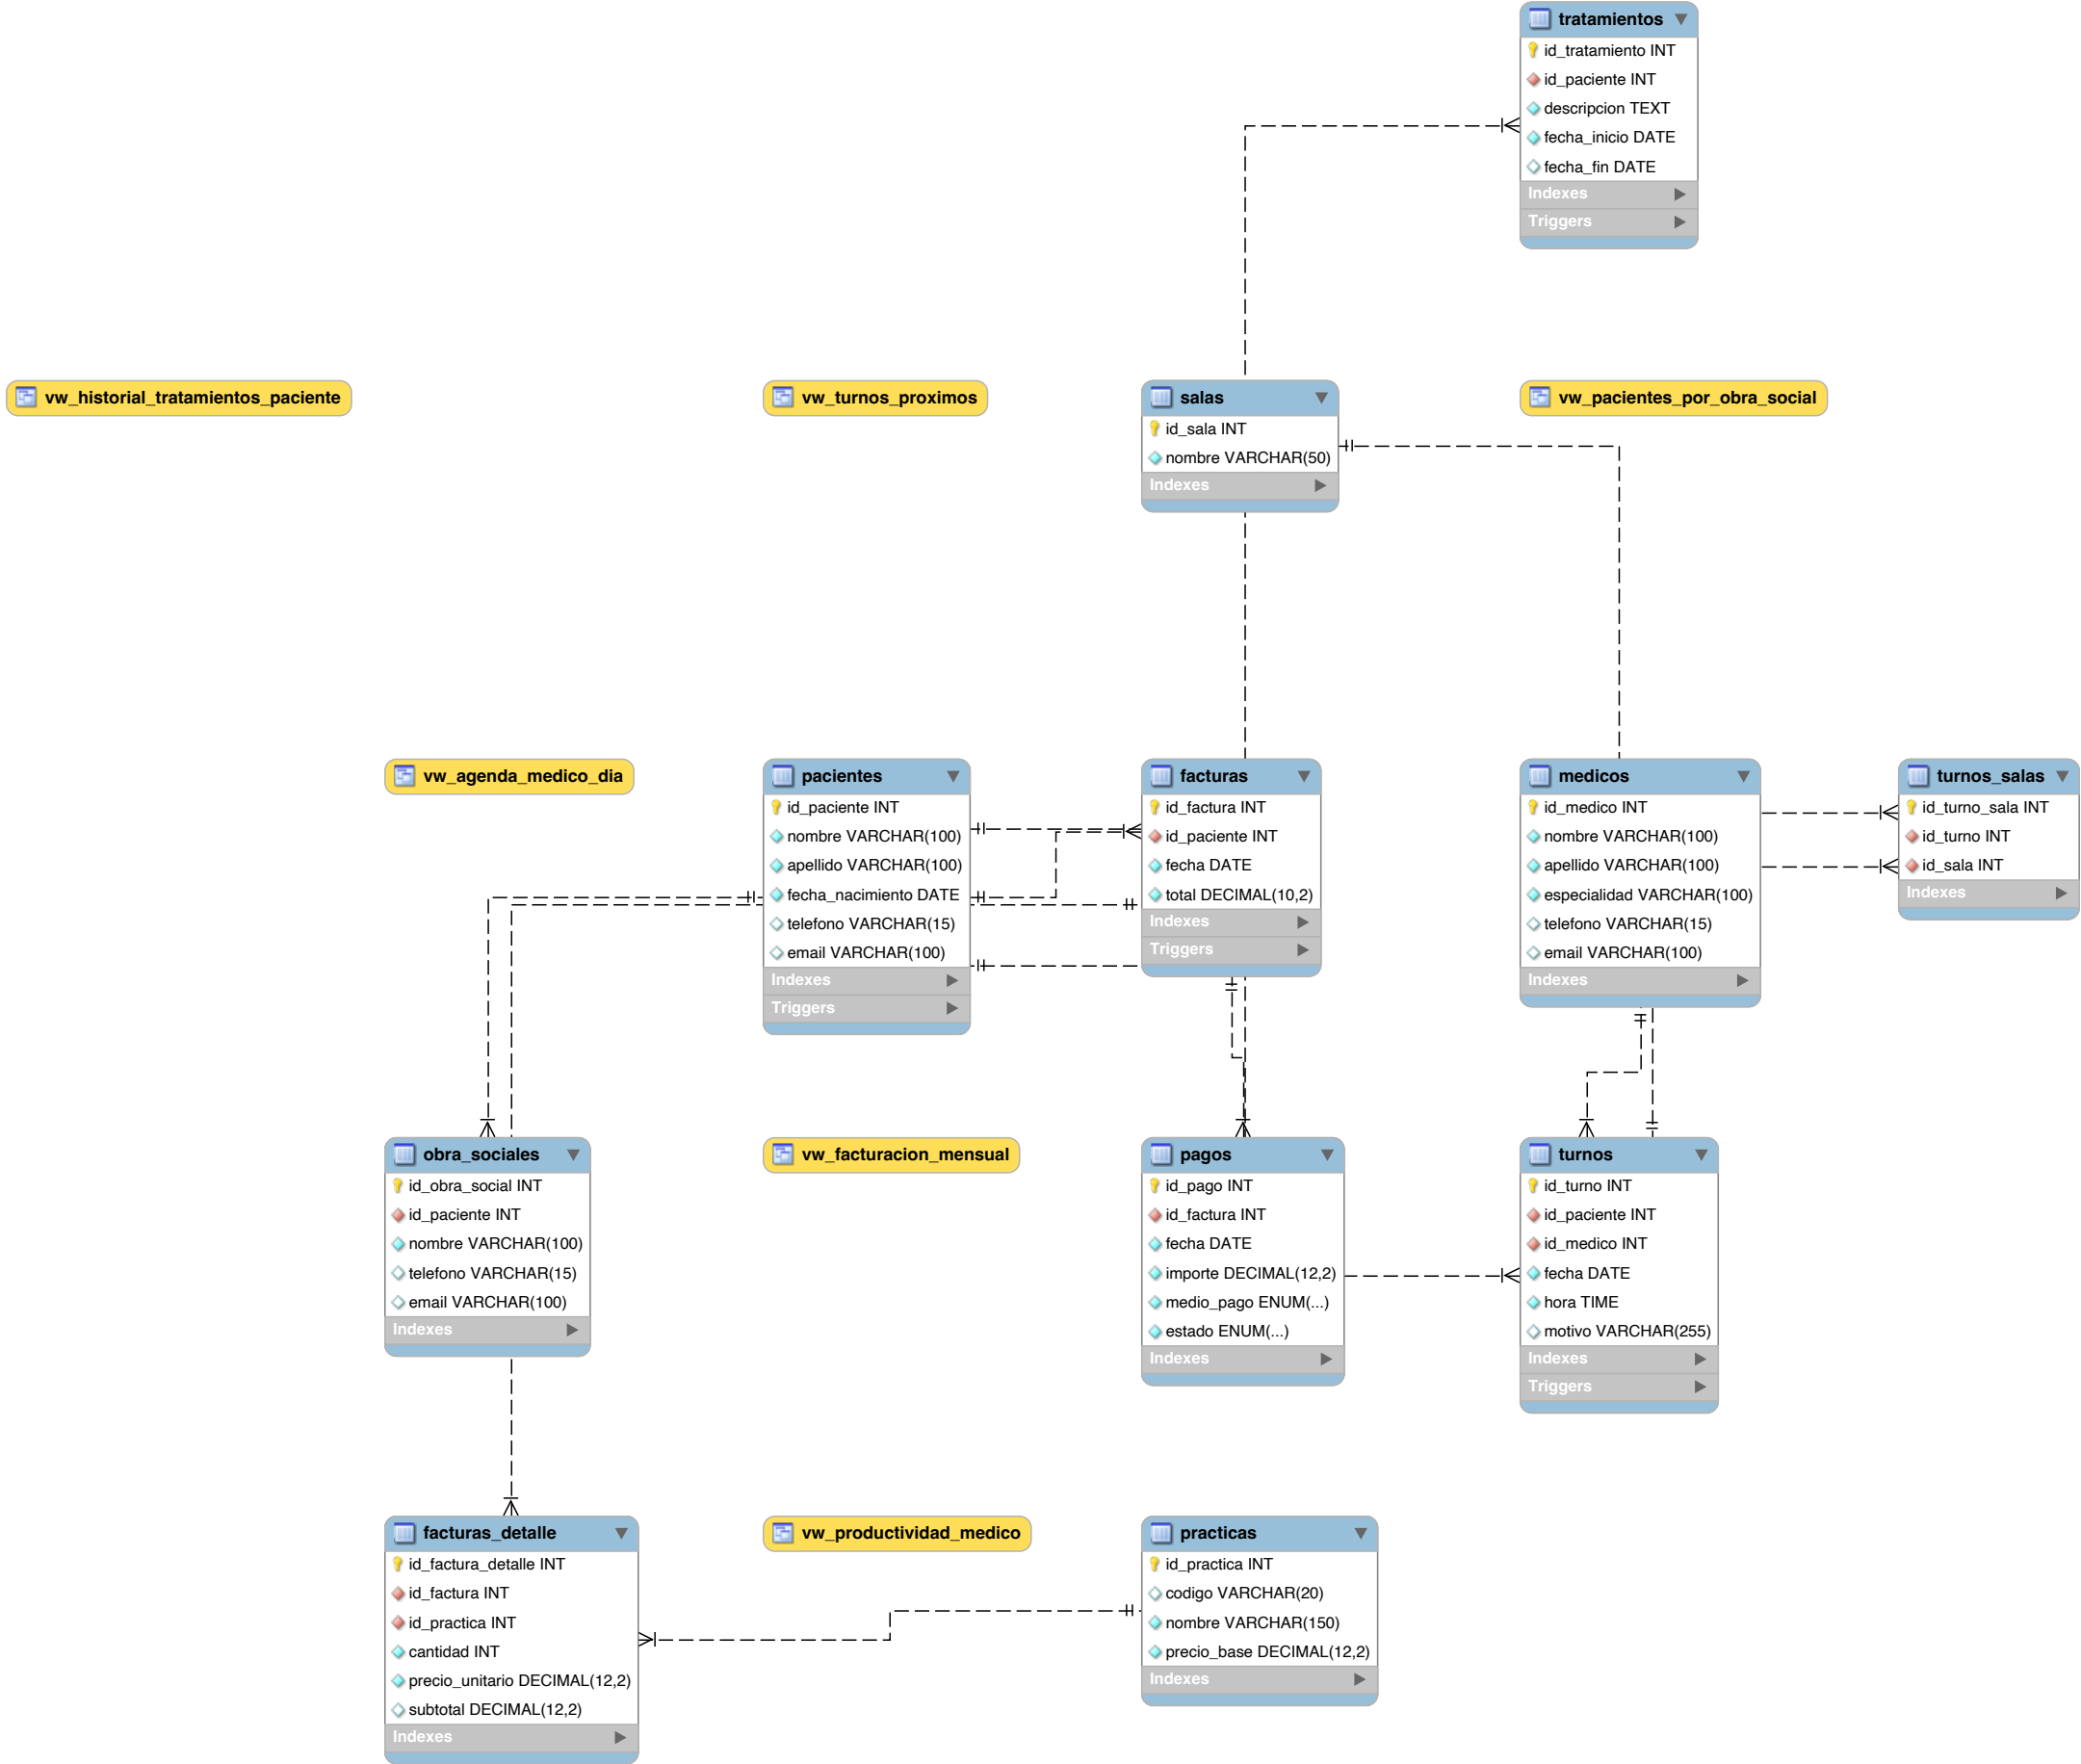 tratamientos
id_tratamiento INT
id_paciente INT
descripcion TEXT
fecha_inicio DATE
fecha_fin DATE
Indexes
Triggers
vw_historial_tratamientos_paciente
vw_turnos_proximos
salas
id_sala INT
nombre VARCHAR(50)
Indexes
vw_pacientes_por_obra_social
vw_agenda_medico_dia
pacientes
id_paciente INT
nombre VARCHAR(100)
apellido VARCHAR(100)
fecha_nacimiento DATE
telefono VARCHAR(15)
email VARCHAR(100)
Indexes
Triggers
facturas
id_factura INT
id_paciente INT
fecha DATE
total DECIMAL(10,2)
Indexes
Triggers
medicos
id_medico INT
nombre VARCHAR(100)
apellido VARCHAR(100)
especialidad VARCHAR(100)
telefono VARCHAR(15)
email VARCHAR(100)
Indexes
turnos_salas
id_turno_sala INT
id_turno INT
id_sala INT
Indexes
obra_sociales
id_obra_social INT
id_paciente INT
nombre VARCHAR(100)
telefono VARCHAR(15)
email VARCHAR(100)
Indexes
vw_facturacion_mensual
pagos
id_pago INT
id_factura INT
fecha DATE
importe DECIMAL(12,2)
medio_pago ENUM(...)
estado ENUM(...)
Indexes
turnos
id_turno INT
id_paciente INT
id_medico INT
fecha DATE
hora TIME
motivo VARCHAR(255)
Indexes
Triggers
facturas_detalle
id_factura_detalle INT
id_factura INT
id_practica INT
cantidad INT
precio_unitario DECIMAL(12,2)
subtotal DECIMAL(12,2)
Indexes
vw_productividad_medico
practicas
id_practica INT
codigo VARCHAR(20)
nombre VARCHAR(150)
precio_base DECIMAL(12,2)
Indexes